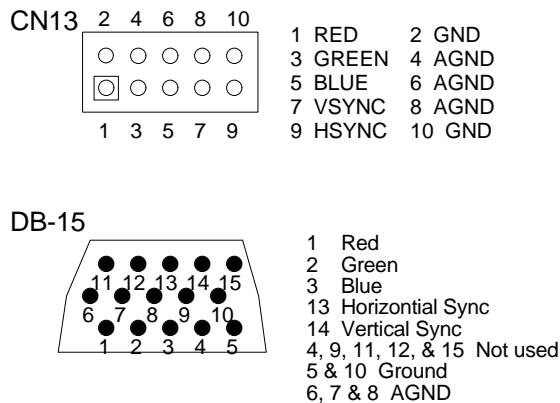 CN13 2 4 6 8 10
1 RED 2 GND
3 GREEN 4 AGND
5 BLUE 6 AGND
7 VSYNC 8 AGND
9 HSYNC 10 GND
1 3 5 7 9
DB-15
11 12 13 14 15
6 7 8 9 10
1 2 3 4 5
1 Red
2 Green
3 Blue
13 Horizontial Sync
14 Vertical Sync
4, 9, 11, 12, & 15 Not used
5 & 10 Ground
6, 7 & 8 AGND